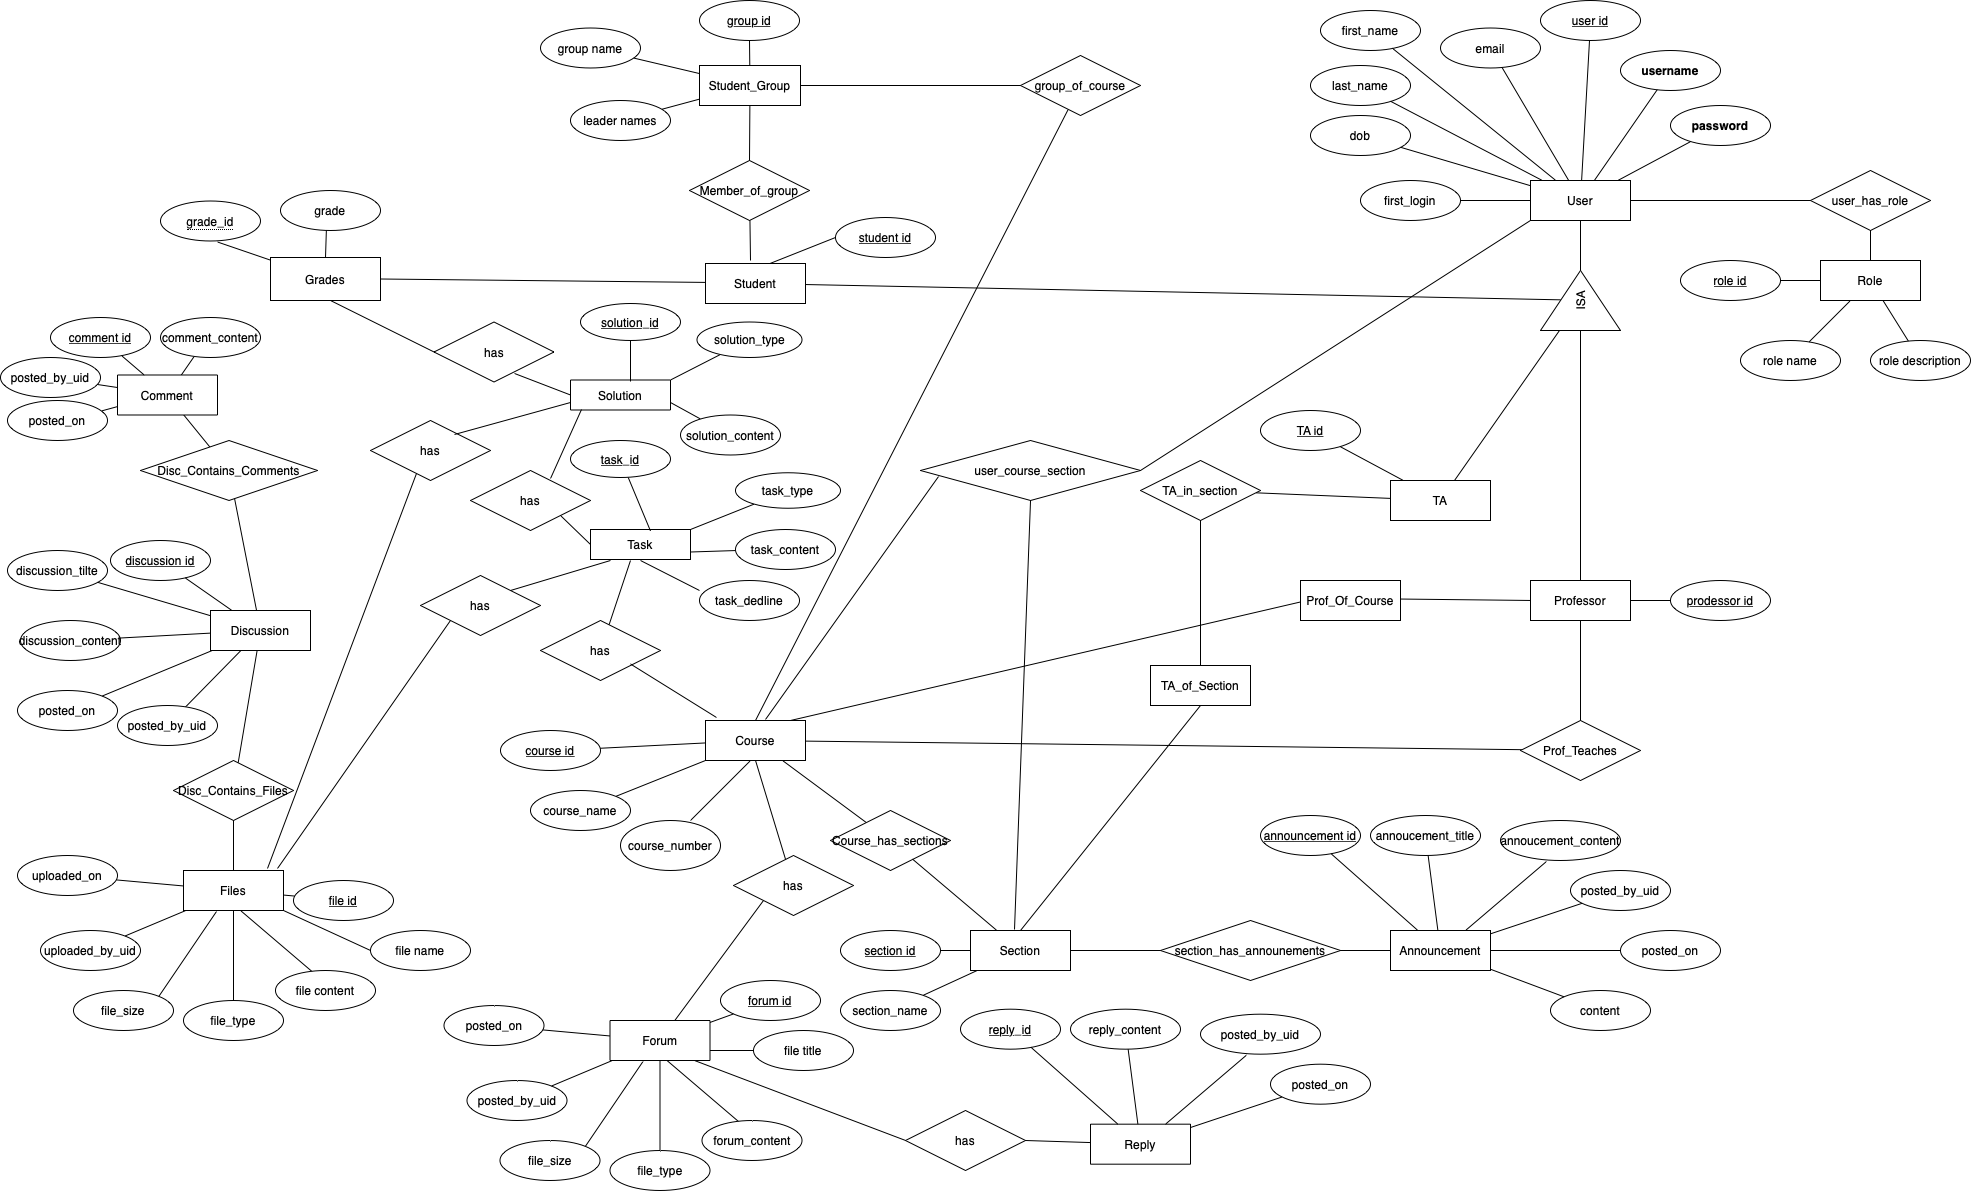 group id
group name
Student_Group
leader names
group_of_course
Member_of_group
first_name
email
user id
username
last_name
password
dob
first_login
User
user_has_role
ISA
role id
Role
role name
role description
grade_id
grade
Grades
Student
student id
comment id
comment_content
posted_by_uid
Comment
posted_on
has
solution_id
solution_type
Solution
solution_content
has
has
Disc_Contains_Comments
task_id
task_type
Task
task_content
task_dedline
user_course_section
TA id
TA_in_section
TA
discussion_tilte
discussion id
Discussion
discussion_content
posted_on
posted_by_uid
has
has
Prof_Of_Course
Professor
prodessor id
TA_of_Section
course id
Course
course_name
course_number
Prof_Teaches
Disc_Contains_Files
Course_has_sections
has
uploaded_on
Files
file id
uploaded_by_uid
file name
file content
file_size
file_type
announcement id
annoucement_title
annoucement_content
posted_by_uid
section id
Section
section_has_announements
Announcement
posted_on
section_name
content
posted_on
forum id
Forum
file title
posted_by_uid
forum_content
file_size
file_type
has
reply_id
reply_content
posted_by_uid
posted_on
Reply